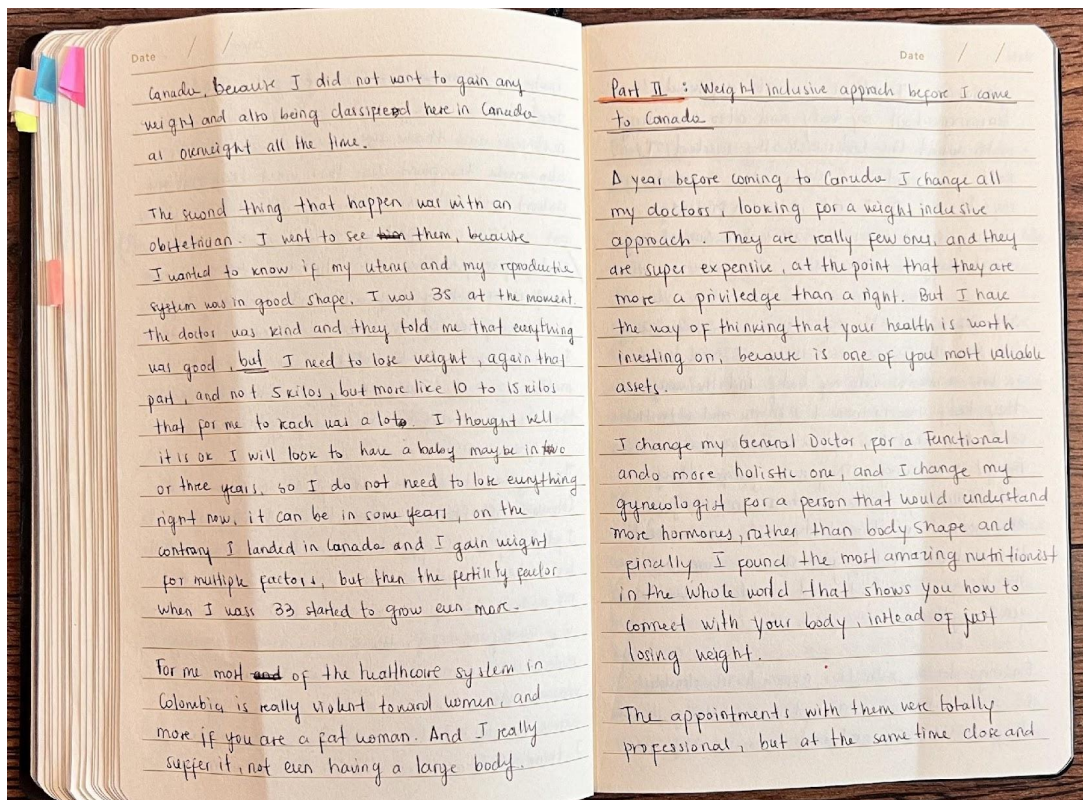 Date / /
Canada, because I did not want to gain any
weight and also being classified here in Canada
as overweight all the time.
The second thing that happen was with an
obstetrician. I went to see them, because
I wanted to know if my uterus and my reproductive
system was in good shape. I was 35 at the moment.
The doctor was kind and they told me that everything
was good, but I need to lose weight, again that
part, and not 5 kilos, but more like 10 to 15 kilos
that for me to reach was a lot. I thought well
it is ok I will look to have a baby maybe in two
or three years, so I do not need to lose everything
right now, it can be in some years, on the
contrary I landed in Canada and I gain weight
for multiple factors, but then the fertility factor
when I wass 33 started to grow even more.
For me most of the healthcare system in
Colombia is really violent toward women, and
more if you are a fat woman. And I really
suffer it, not even having a large body.
Date / /
Part II : Weight inclusive apprach before I came
to Canada
A year before coming to Canada I change all
my doctors, looking for a weight inclusive
approach. They are really few ones, and they
are super expensive, at the point that they are
more a priviledge than a right. But I have
the way of thinking that your health is worth
investing on, because is one of you most valuable
assets.
I change my General Doctor, for a Functional
ando more holistic one, and I change my
gynecologist for a person that would understand
more hormones, rather than body shape and
finally I found the most amazing nutritionist
in the whole world that shows you how to
connect with your body, instead of just
losing weight.
The appointments with them were totally
professional, but at the same time close and